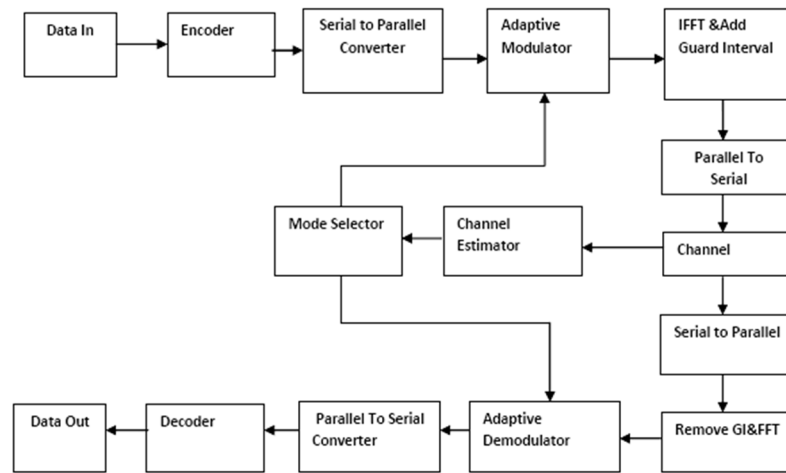 Data In
Encoder
Serial to Parallel
Converter
Adaptive
Modulator
IFFT &Add
Guard Interval
Parallel To
Serial
Mode Selector
Channel
Estimator
Channel
Serial to Parallel
Data Out
Decoder
Parallel To Serial
Converter
Adaptive
Demodulator
Remove GI&FFT